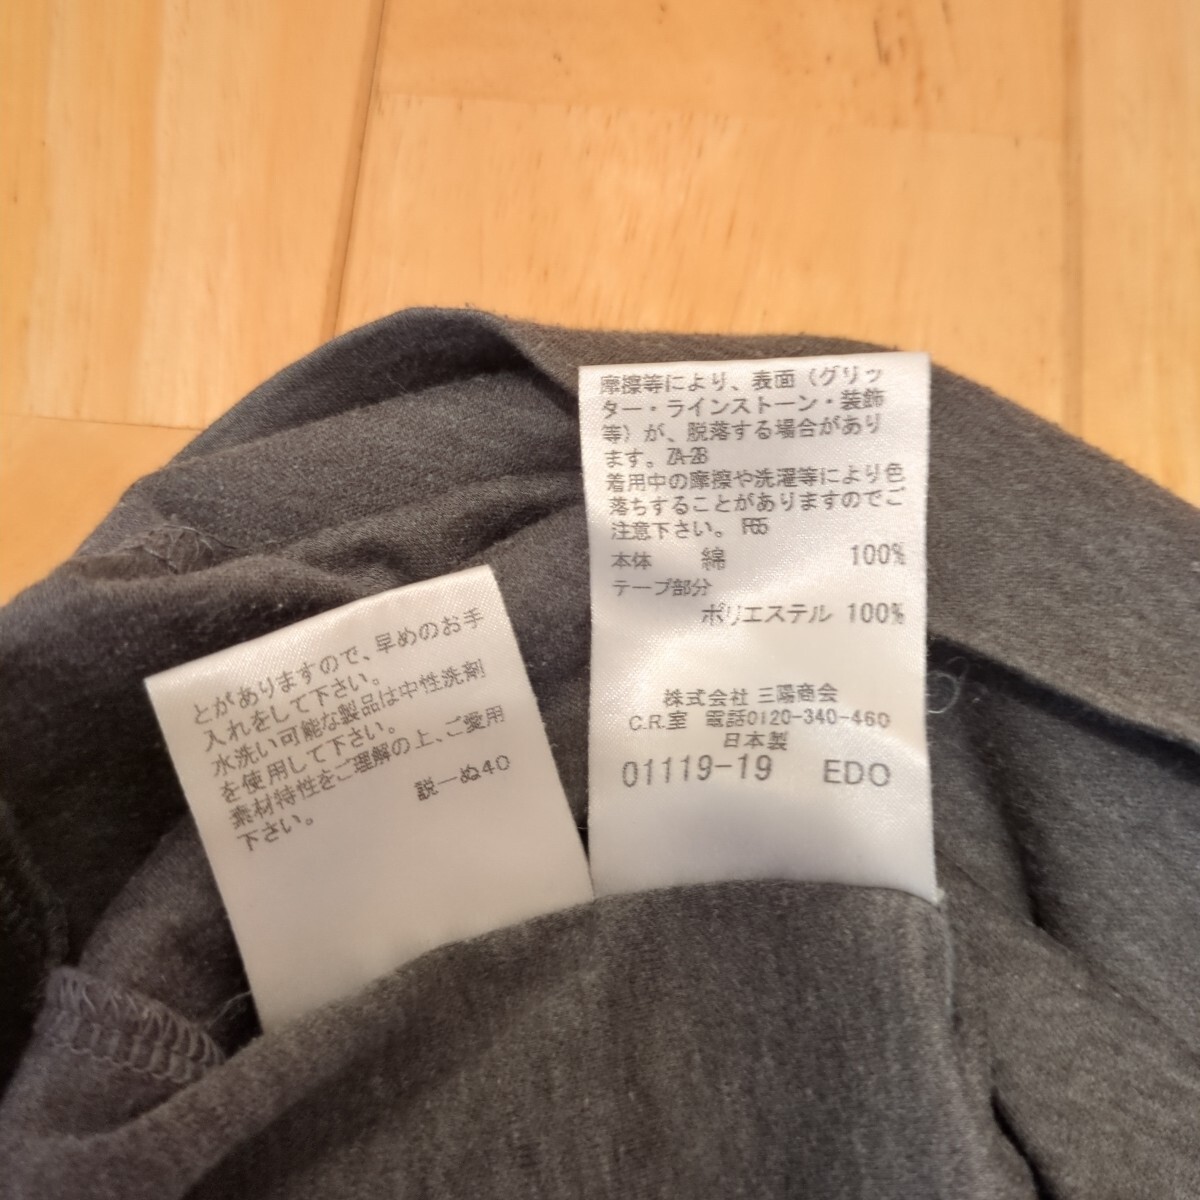 とがありますので、早めのお手
入れをして下さい。
水洗い可能な製品は中性洗剤
を使用して下さい。
素材特性をご理解の上、ご愛用
下さい。
説ーぬ40
摩擦等により、表面(グリッ
ター・ラインストーン・装飾
等)が、脱落する場合があり
ます。ZA-2B
着用中の摩擦や洗濯等により色
落ちすることがありますのでご
注意下さい。 F65
本体 綿 100%
テープ部分
ポリエステル 100%
株式会社 三陽商会
C.R.室 電話0120-340-460
日本製
01119-19 EDO